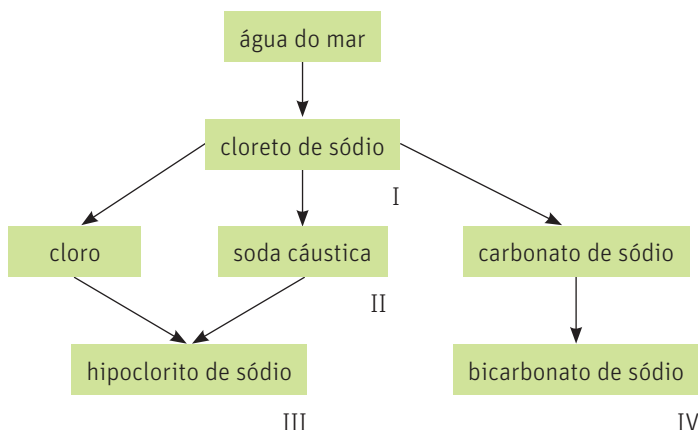 água do mar
cloreto de sódio
I
cloro
soda cáustica
carbonato de sódio
II
hipoclorito de sódio
bicarbonato de sódio
III
IV